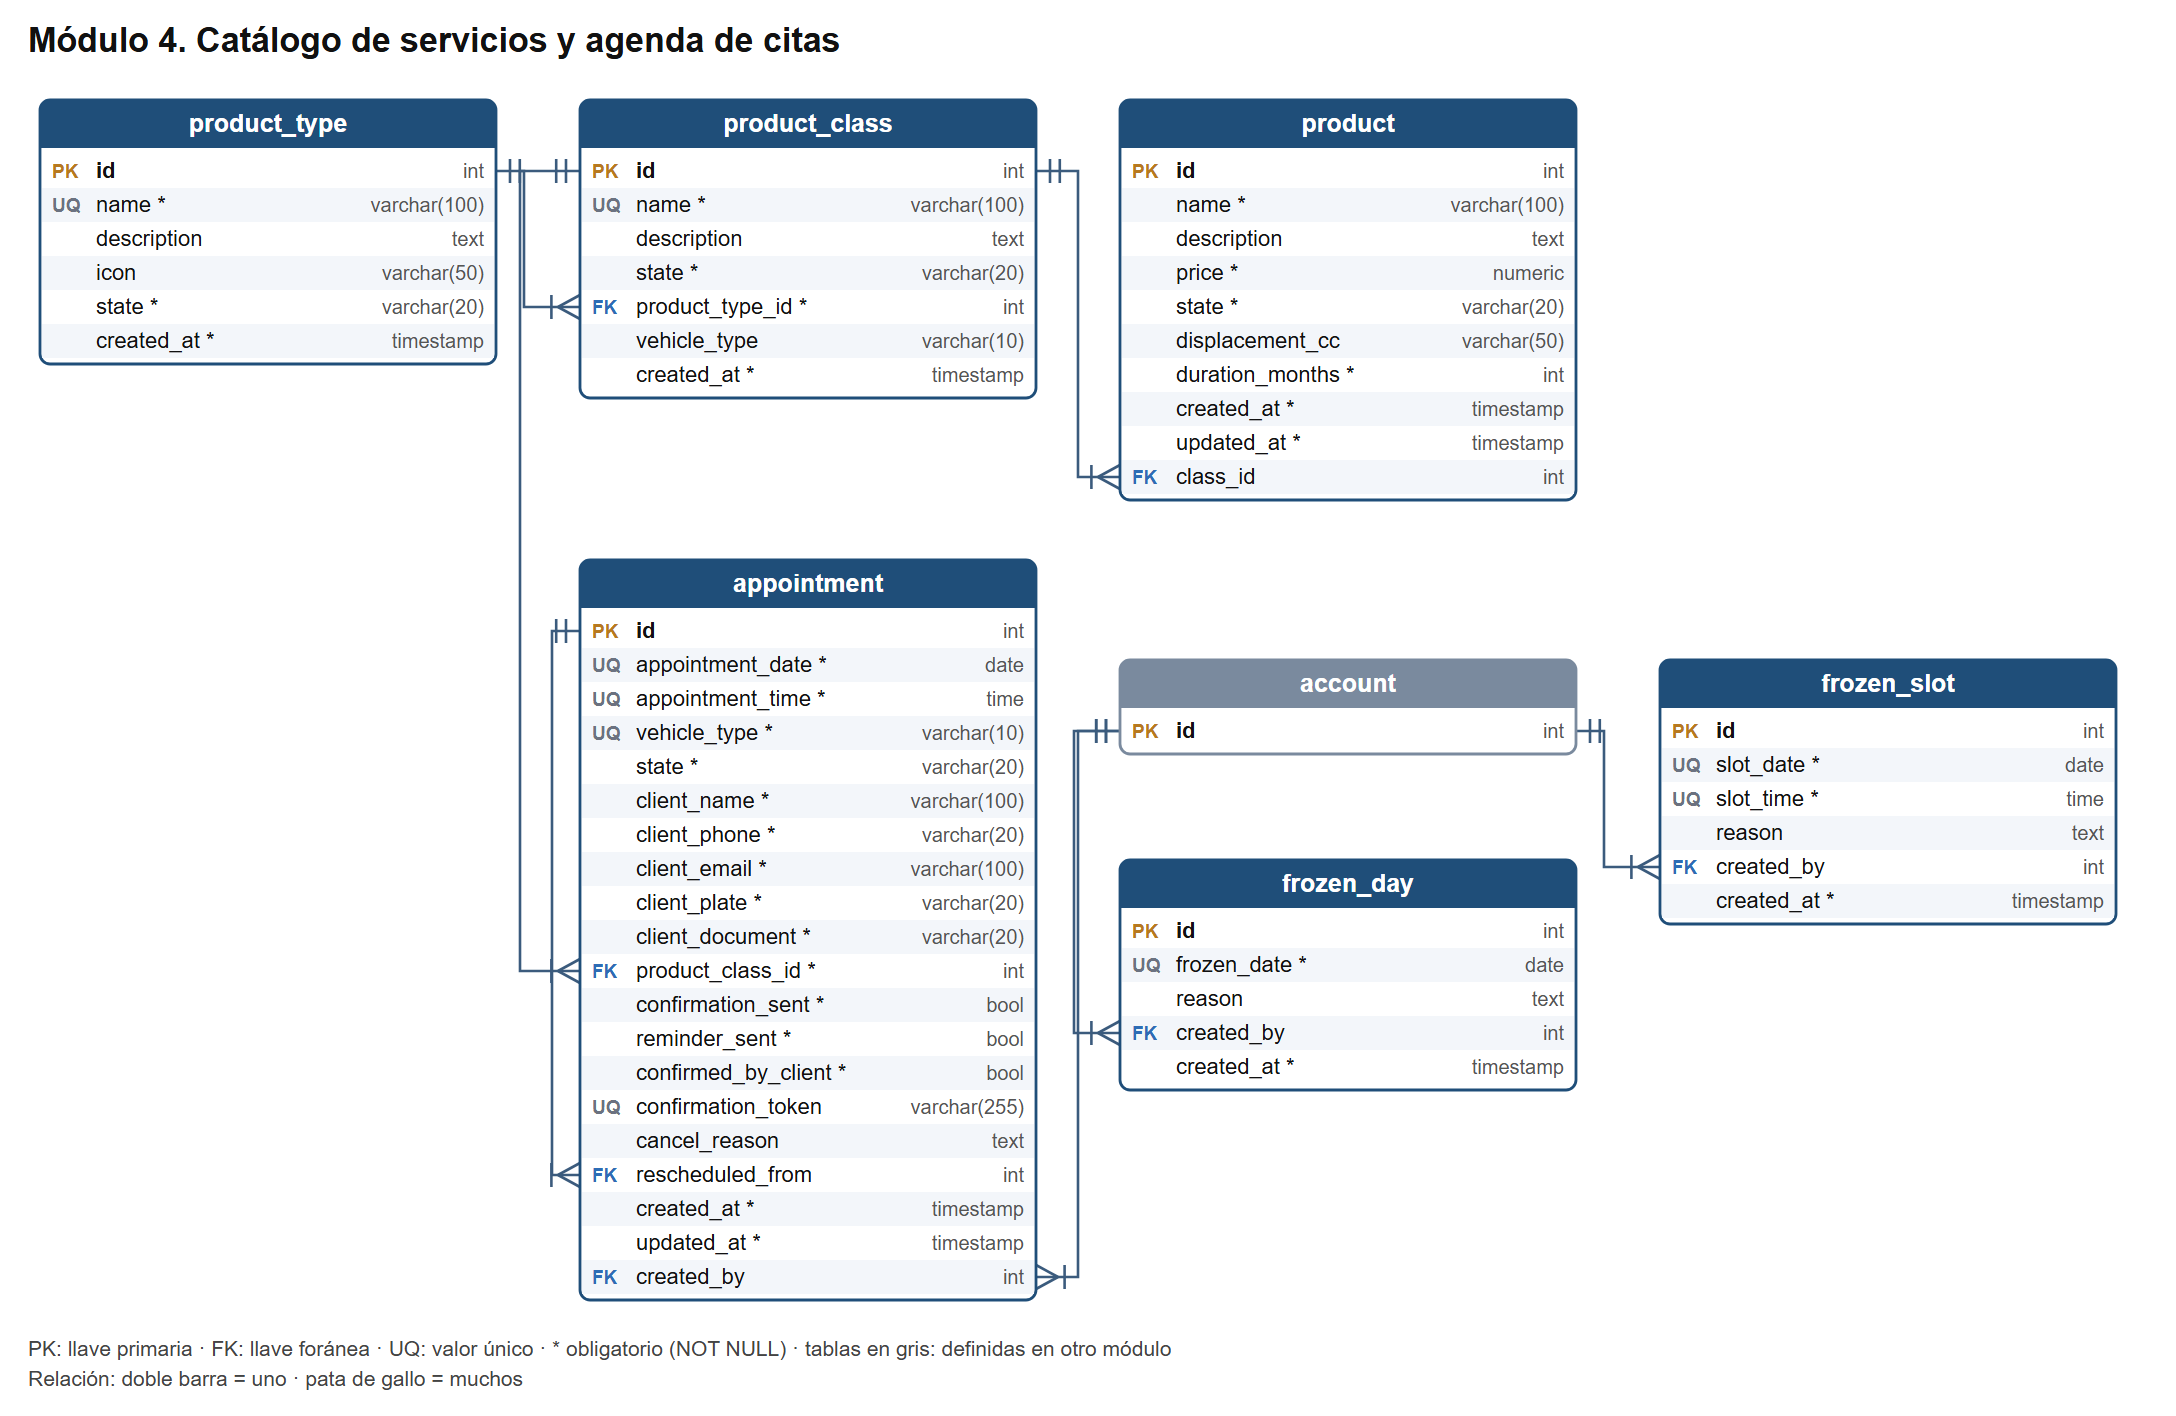 Módulo 4. Catálogo de servicios y agenda de citas
product_type
PK id int
UQ name * varchar(100)
description text
icon varchar(50)
state * varchar(20)
created_at * timestamp
product_class
PK id int
UQ name * varchar(100)
description text
state * varchar(20)
FK product_type_id * int
vehicle_type varchar(10)
created_at * timestamp
product
PK id int
name * varchar(100)
description text
price * numeric
state * varchar(20)
displacement_cc varchar(50)
duration_months * int
created_at * timestamp
updated_at * timestamp
FK class_id int
appointment
PK id int
UQ appointment_date * date
UQ appointment_time * time
UQ vehicle_type * varchar(10)
state * varchar(20)
client_name * varchar(100)
client_phone * varchar(20)
client_email * varchar(100)
client_plate * varchar(20)
client_document * varchar(20)
FK product_class_id * int
confirmation_sent * bool
reminder_sent * bool
confirmed_by_client * bool
UQ confirmation_token varchar(255)
cancel_reason text
FK rescheduled_from int
created_at * timestamp
updated_at * timestamp
FK created_by int
account
PK id int
frozen_day
PK id int
UQ frozen_date * date
reason text
FK created_by int
created_at * timestamp
frozen_slot
PK id int
UQ slot_date * date
UQ slot_time * time
reason text
FK created_by int
created_at * timestamp
PK: llave primaria · FK: llave foránea · UQ: valor único · * obligatorio (NOT NULL) · tablas en gris: definidas en otro módulo
Relación: doble barra = uno · pata de gallo = muchos